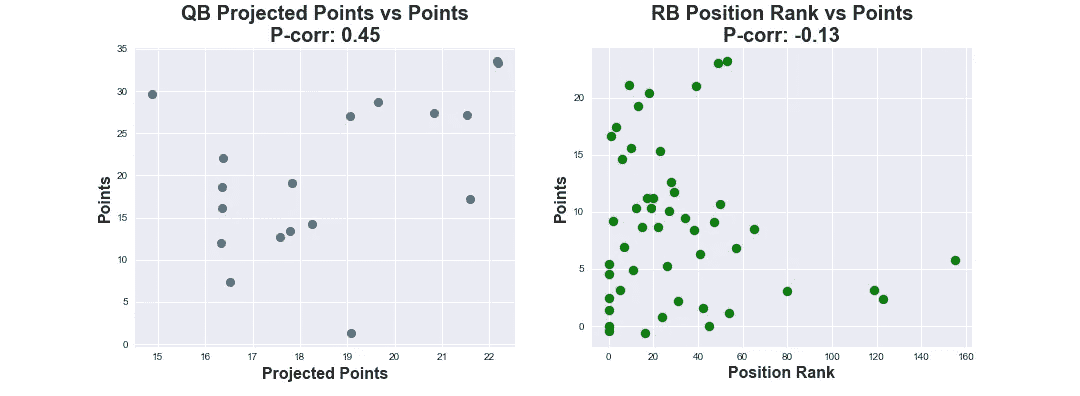 QB Projected Points vs Points
P-corr: 0.45
35
30
25
20
15
10
5
0
Points
15 16 17 18 19 20 21 22
Projected Points
RB Position Rank vs Points
P-corr: -0.13
20
15
10
5
0
Points
0 20 40 60 80 100 120 140 160
Position Rank